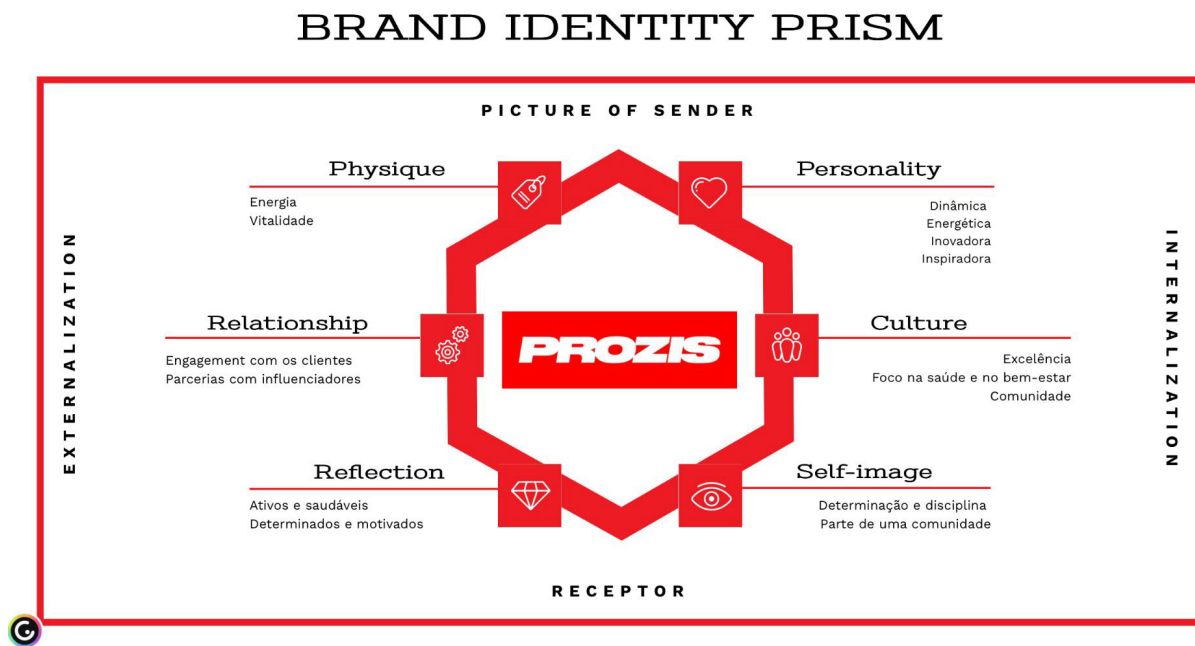 BRAND IDENTITY PRISM
PICTURE OF SENDER
Physique
Energia
Vitalidade
Personality
Dinâmica
Energética
Inovadora
Inspiradora
EXTERNALIZATION
INTERNALIZATION
Relationship
Engagement com os clientes
Parcerias com influenciadores
PROZIS
Culture
Excelência
Foco na saúde e no bem-estar
Comunidade
Reflection
Ativos e saudáveis
Determinados e motivados
Self-image
Determinação e disciplina
Parte de uma comunidade
RECEPTOR